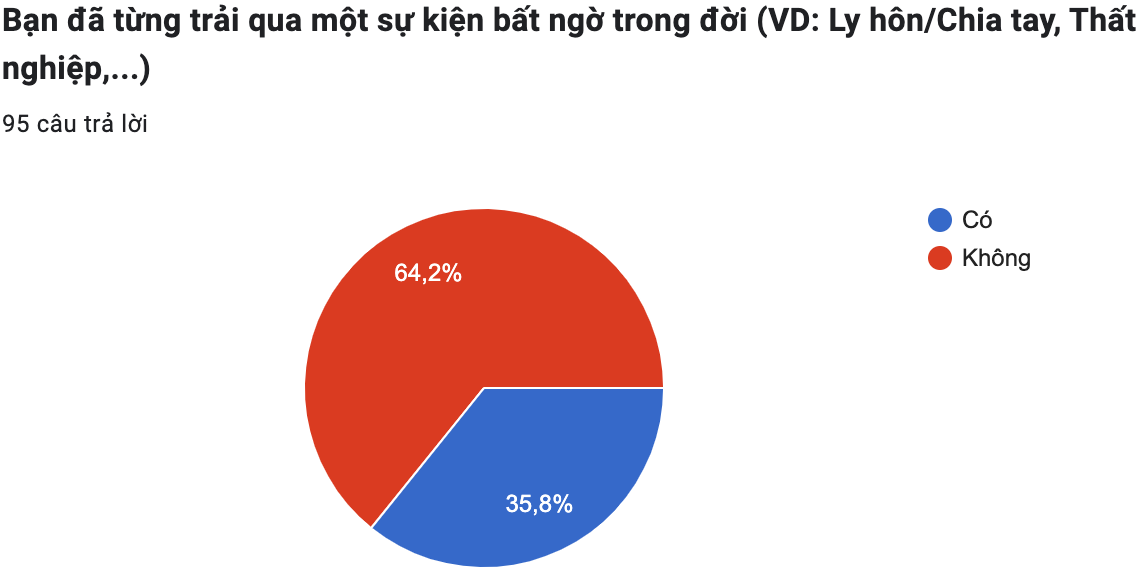 Bạn đã từng trải qua một sự kiện bất ngờ trong đời (VD: Ly hôn/Chia tay, Thất
nghiệp,...)
95 câu trả lời
Có
Không
64,2%
35,8%